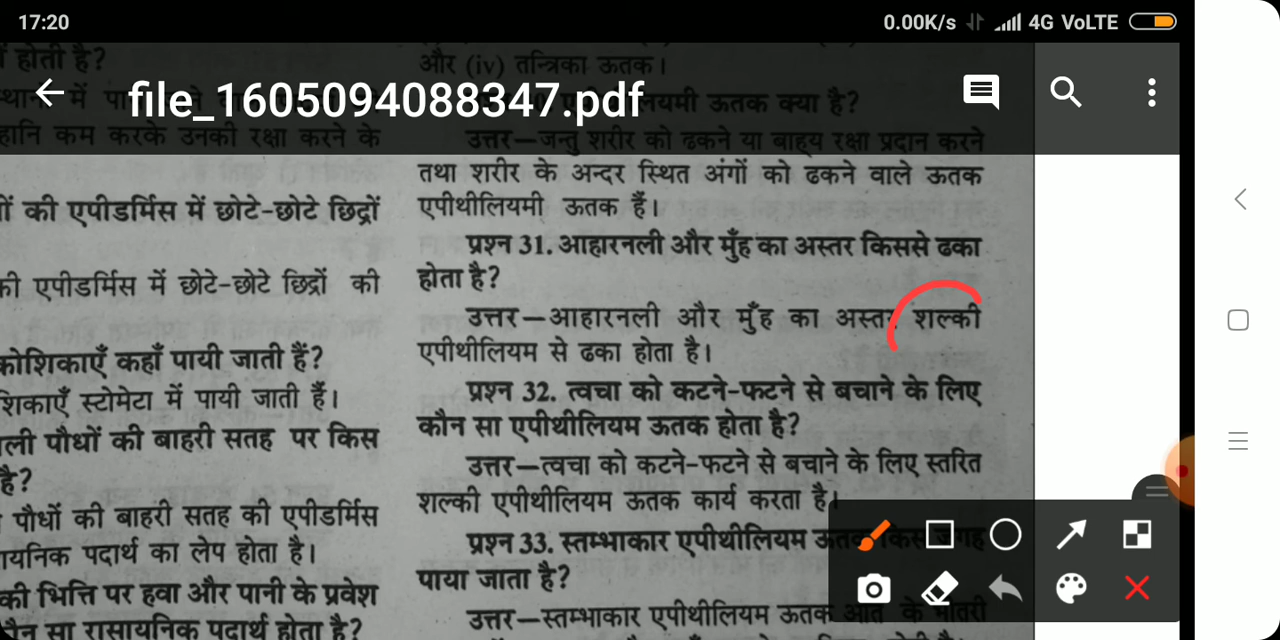 17:20
0.00K/s 4G VoLTE
file_1605094088347.pdf
होती है?
में
हानि कम करके उनकी रक्षा करने के
ों की एपीडर्मिस में छोटे-छोटे छिद्रों
की एपीडर्मिस में छोटे-छोटे छिद्रों की
कोशिकाएँ कहाँ पायी जाती हैं?
शिकाएँ स्टोमेटा में पायी जाती हैं।
ली पौधों की बाहरी सतह पर किस
है?
पौधों की बाहरी सतह की एपीडर्मिस
ायनिक पदार्थ का लेप होता है।
की भित्ति पर हवा और पानी के प्रवेश
कौन सा रासायनिक पदार्थ होता है?
और (iv) तन्त्रिका ऊतक।
ऊतक क्या है?
उत्तर—जन्तु शरीर को ढकने या बाह्य रक्षा प्रदान करने
तथा शरीर के अन्दर स्थित अंगों को ढकने वाले ऊतक
एपीथीलियमी ऊतक हैं।
प्रश्न 31. आहारनली और मुँह का अस्तर किससे ढका
होता है?
उत्तर—आहारनली और मुँह का अस्तर शल्की
एपीथीलियम से ढका होता है।
प्रश्न 32. त्वचा को कटने-फटने से बचाने के लिए
कौन सा एपीथीलियम ऊतक होता है?
उत्तर—त्वचा को कटने-फटने से बचाने के लिए स्तरित
शल्की एपीथीलियम ऊतक कार्य करता है।
प्रश्न 33. स्तम्भाकार एपीथीलियम ऊतक किस जगह
पाया जाता है?
उत्तर—स्तम्भाकार एपीथीलियम ऊतक आंत के भीतरी